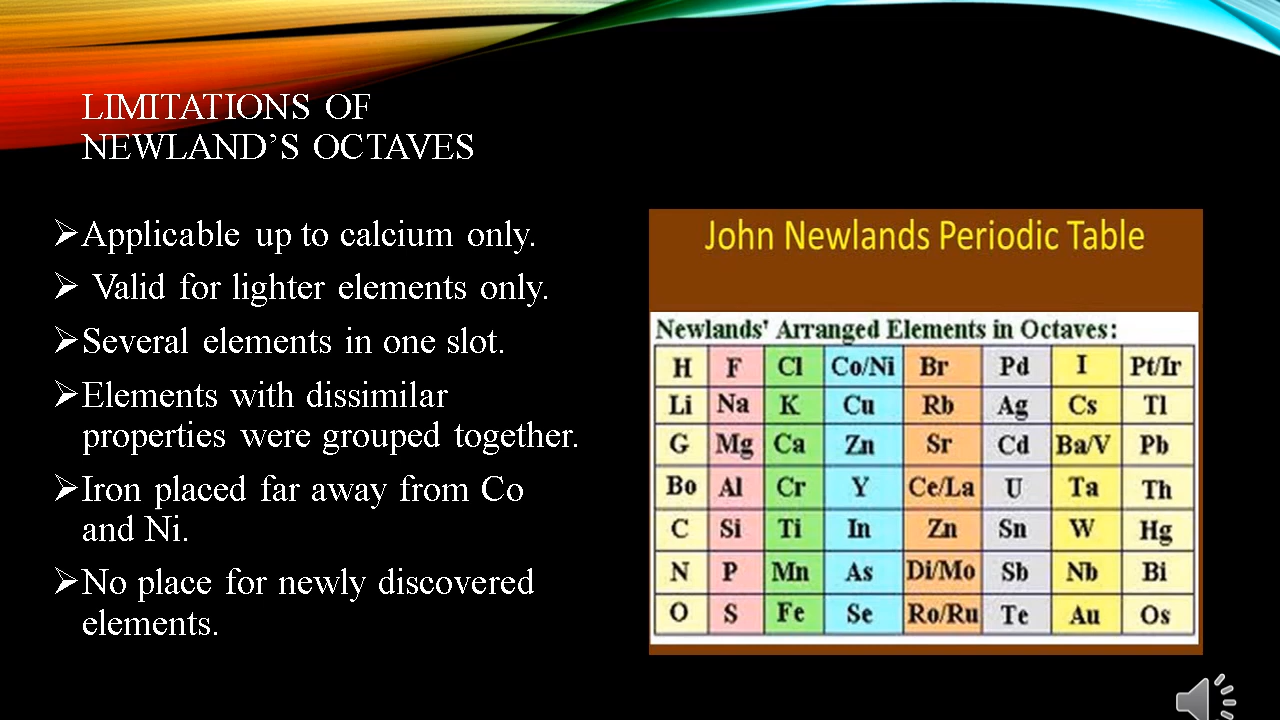 LIMITATIONS OF
NEWLAND’S OCTAVES
➢Applicable up to calcium only.
➢ Valid for lighter elements only.
➢Several elements in one slot.
➢Elements with dissimilar
properties were grouped together.
➢Iron placed far away from Co
and Ni.
➢No place for newly discovered
elements.
John Newlands Periodic Table
Newlands' Arranged Elements in Octaves:
H F Cl Co/Ni Br Pd I Pt/Ir
Li Na K Cu Rb Ag Cs Tl
G Mg Ca Zn Sr Cd Ba/V Pb
Bo Al Cr Y Ce/La U Ta Th
C Si Ti In Zn Sn W Hg
N P Mn As Di/Mo Sb Nb Bi
O S Fe Se Ro/Ru Te Au Os